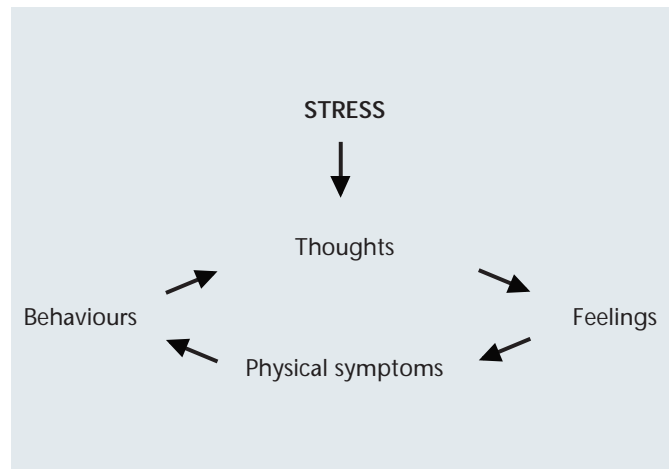 STRESS
Thoughts
Behaviours
Feelings
Physical symptoms